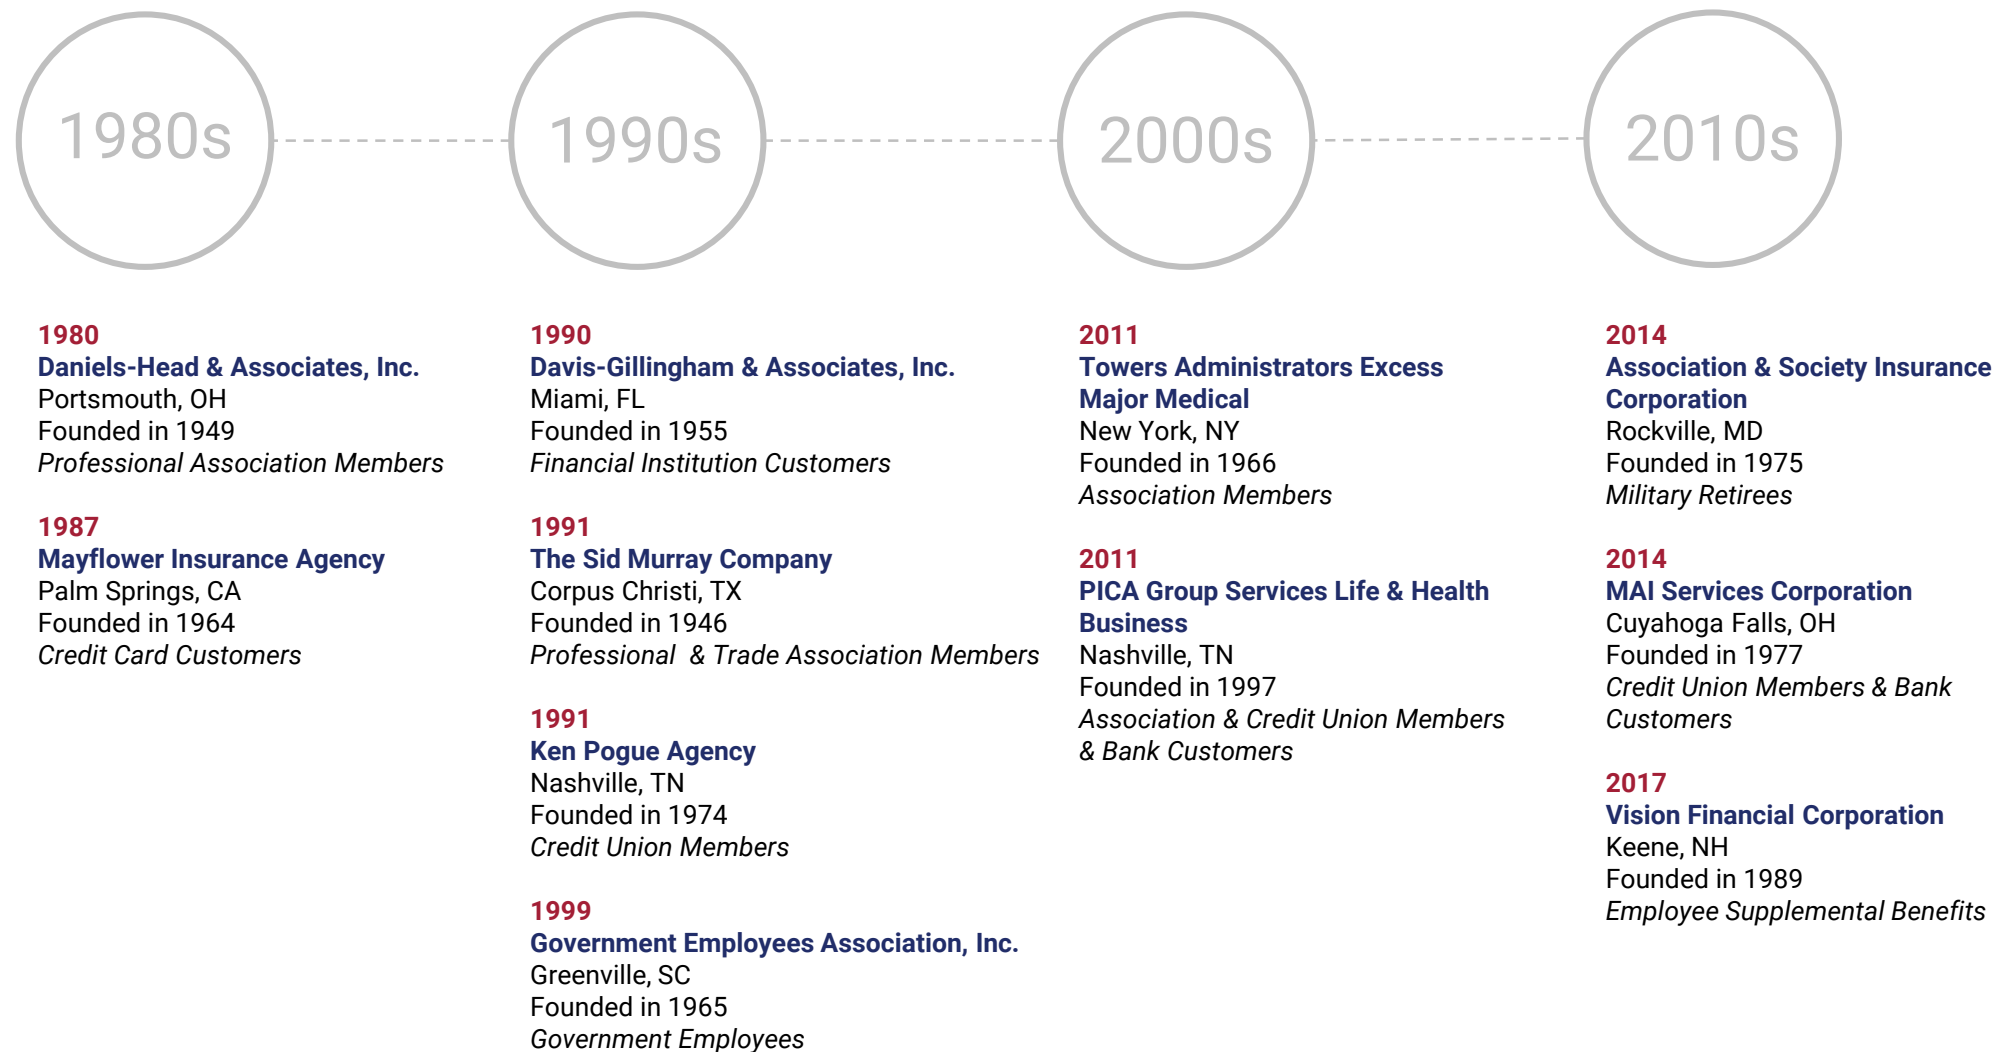 1980s
1990s
2000s
2010s
1980
Daniels-Head & Associates, Inc.
Portsmouth, OH
Founded in 1949
Professional Association Members
1987
Mayflower Insurance Agency
Palm Springs, CA
Founded in 1964
Credit Card Customers
1990
Davis-Gillingham & Associates, Inc.
Miami, FL
Founded in 1955
Financial Institution Customers
1991
The Sid Murray Company
Corpus Christi, TX
Founded in 1946
Professional & Trade Association Members
1991
Ken Pogue Agency
Nashville, TN
Founded in 1974
Credit Union Members
1999
Government Employees Association, Inc.
Greenville, SC
Founded in 1965
Government Employees
2011
Towers Administrators Excess
Major Medical
New York, NY
Founded in 1966
Association Members
2011
PICA Group Services Life & Health
Business
Nashville, TN
Founded in 1997
Association & Credit Union Members
& Bank Customers
2014
Association & Society Insurance
Corporation
Rockville, MD
Founded in 1975
Military Retirees
2014
MAI Services Corporation
Cuyahoga Falls, OH
Founded in 1977
Credit Union Members & Bank
Customers
2017
Vision Financial Corporation
Keene, NH
Founded in 1989
Employee Supplemental Benefits